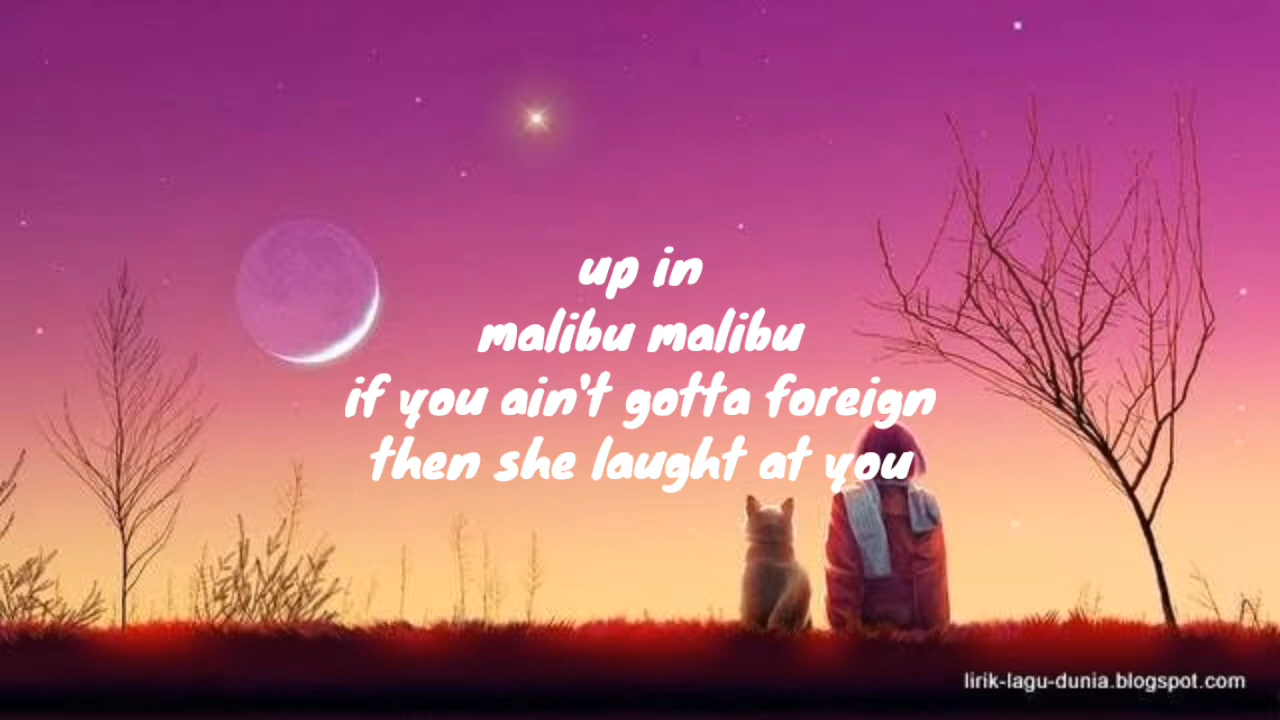 up in
malibu malibu
if you ain't gotta foreign
then she laught at you
lirik-lagu-dunia.blogspot.com